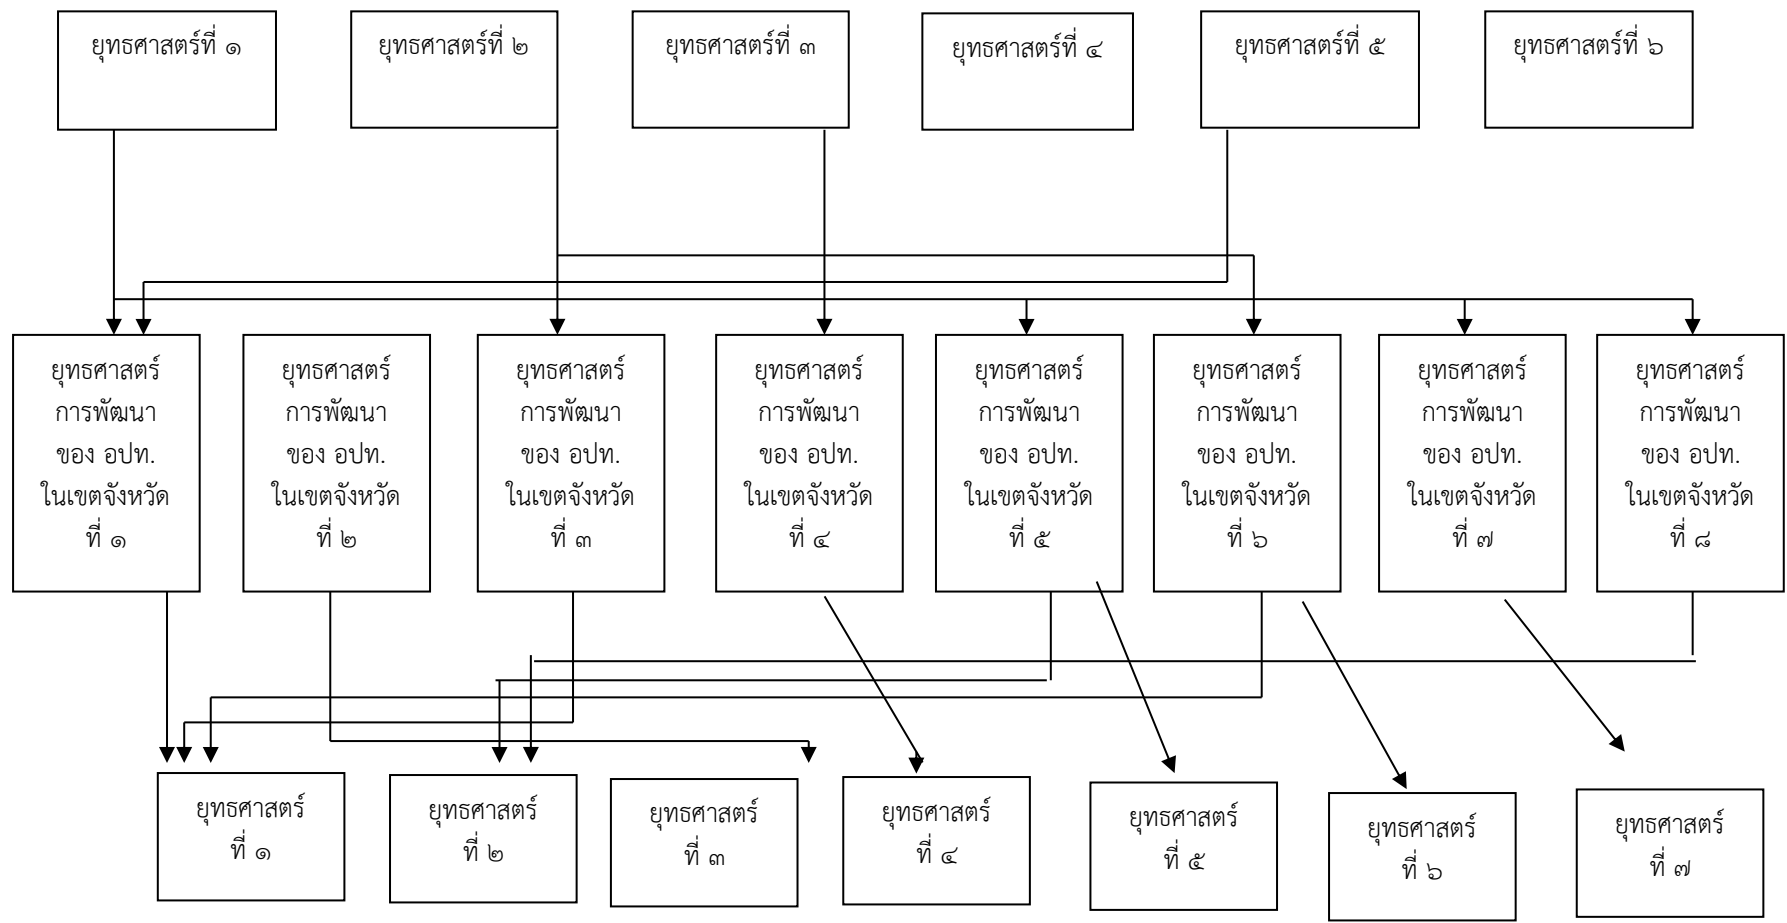 ยุทธศาสตร์ที่ ๑
ยุทธศาสตร์ที่ ๒
ยุทธศาสตร์ที่ ๓
ยุทธศาสตร์ที่ ๔
ยุทธศาสตร์ที่ ๕
ยุทธศาสตร์ที่ ๖
ยุทธศาสตร์
การพัฒนา
ของ อปท.
ในเขตจังหวัด
ที่ ๑
ยุทธศาสตร์
การพัฒนา
ของ อปท.
ในเขตจังหวัด
ที่ ๒
ยุทธศาสตร์
การพัฒนา
ของ อปท.
ในเขตจังหวัด
ที่ ๓
ยุทธศาสตร์
การพัฒนา
ของ อปท.
ในเขตจังหวัด
ที่ ๔
ยุทธศาสตร์
การพัฒนา
ของ อปท.
ในเขตจังหวัด
ที่ ๕
ยุทธศาสตร์
การพัฒนา
ของ อปท.
ในเขตจังหวัด
ที่ ๖
ยุทธศาสตร์
การพัฒนา
ของ อปท.
ในเขตจังหวัด
ที่ ๗
ยุทธศาสตร์
การพัฒนา
ของ อปท.
ในเขตจังหวัด
ที่ ๘
ยุทธศาสตร์
ที่ ๑
ยุทธศาสตร์
ที่ ๒
ยุทธศาสตร์
ที่ ๓
ยุทธศาสตร์
ที่ ๔
ยุทธศาสตร์
ที่ ๕
ยุทธศาสตร์
ที่ ๖
ยุทธศาสตร์
ที่ ๗